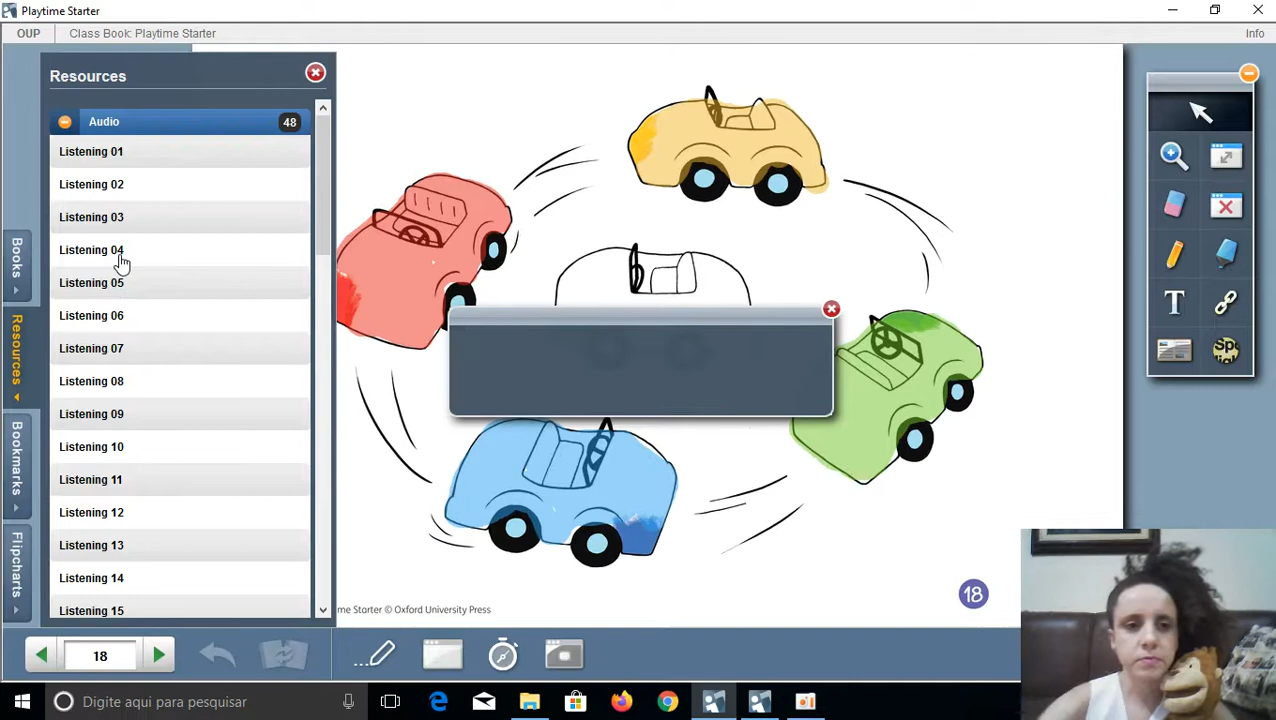 Playtime Starter
OUP
Class Book: Playtime Starter
Info
Resources
Audio 48
Listening 01
Listening 02
Listening 03
Listening 04
Listening 05
Listening 06
Listening 07
Listening 08
Listening 09
Listening 10
Listening 11
Listening 12
Listening 13
Listening 14
Listening 15
Books
Resources
Bookmarks
Flipcharts
T
Spo
me Starter © Oxford University Press
18
18
Digite aqui para pesquisar